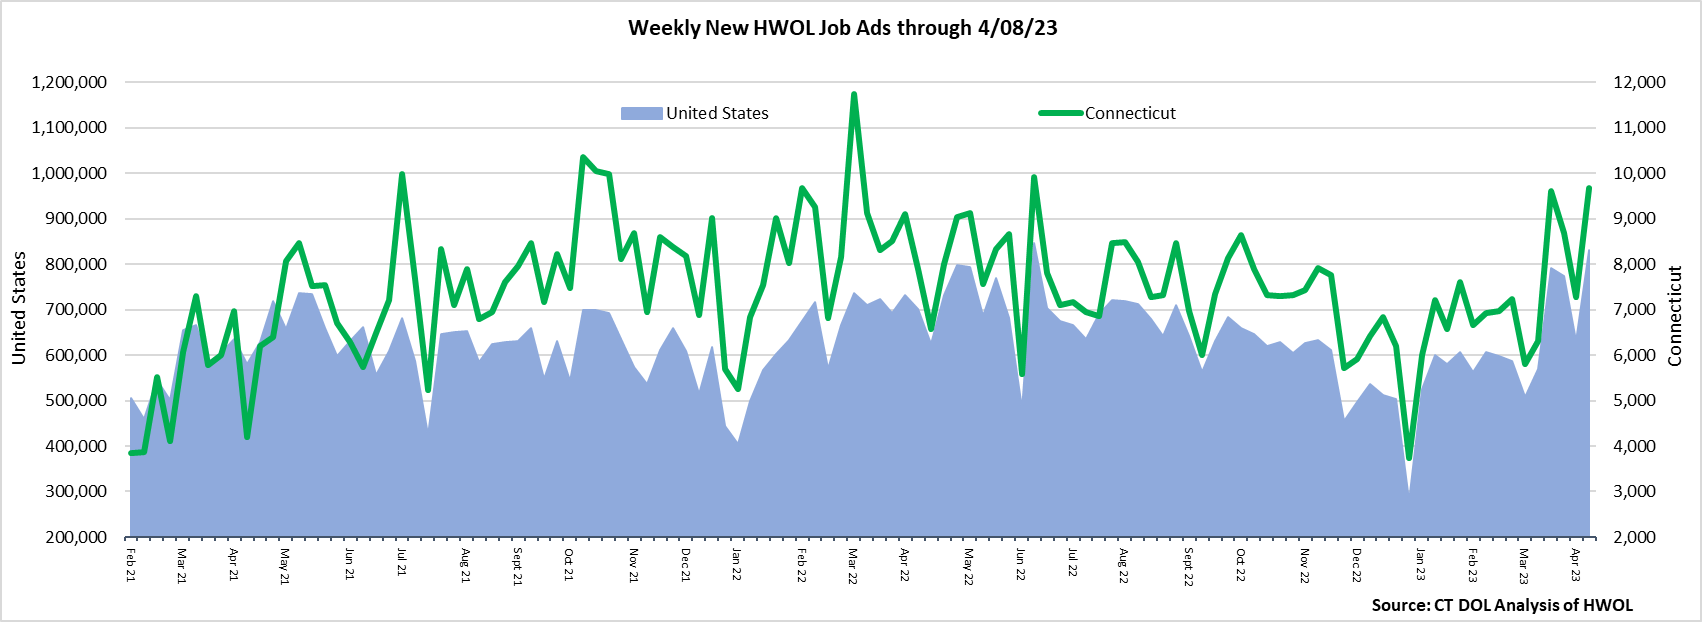 Weekly New HWOL Job Ads through 4/08/23
1,200,000
1,100,000
1,000,000
900,000
800,000
700,000
600,000
500,000
400,000
300,000
200,000
United States
United States
Connecticut
12,000
11,000
10,000
9,000
8,000
7,000
6,000
5,000
4,000
3,000
2,000
Connecticut
Feb 21
Mar 21
Apr 21
May 21
Jun 21
Jul 21
Aug 21
Sept 21
Oct 21
Nov 21
Dec 21
Jan 22
Feb 22
Mar 22
Apr 22
May 22
Jun 22
Jul 22
Aug 22
Sept 22
Oct 22
Nov 22
Dec 22
Jan 23
Feb 23
Mar 23
Apr 23
Source: CT DOL Analysis of HWOL